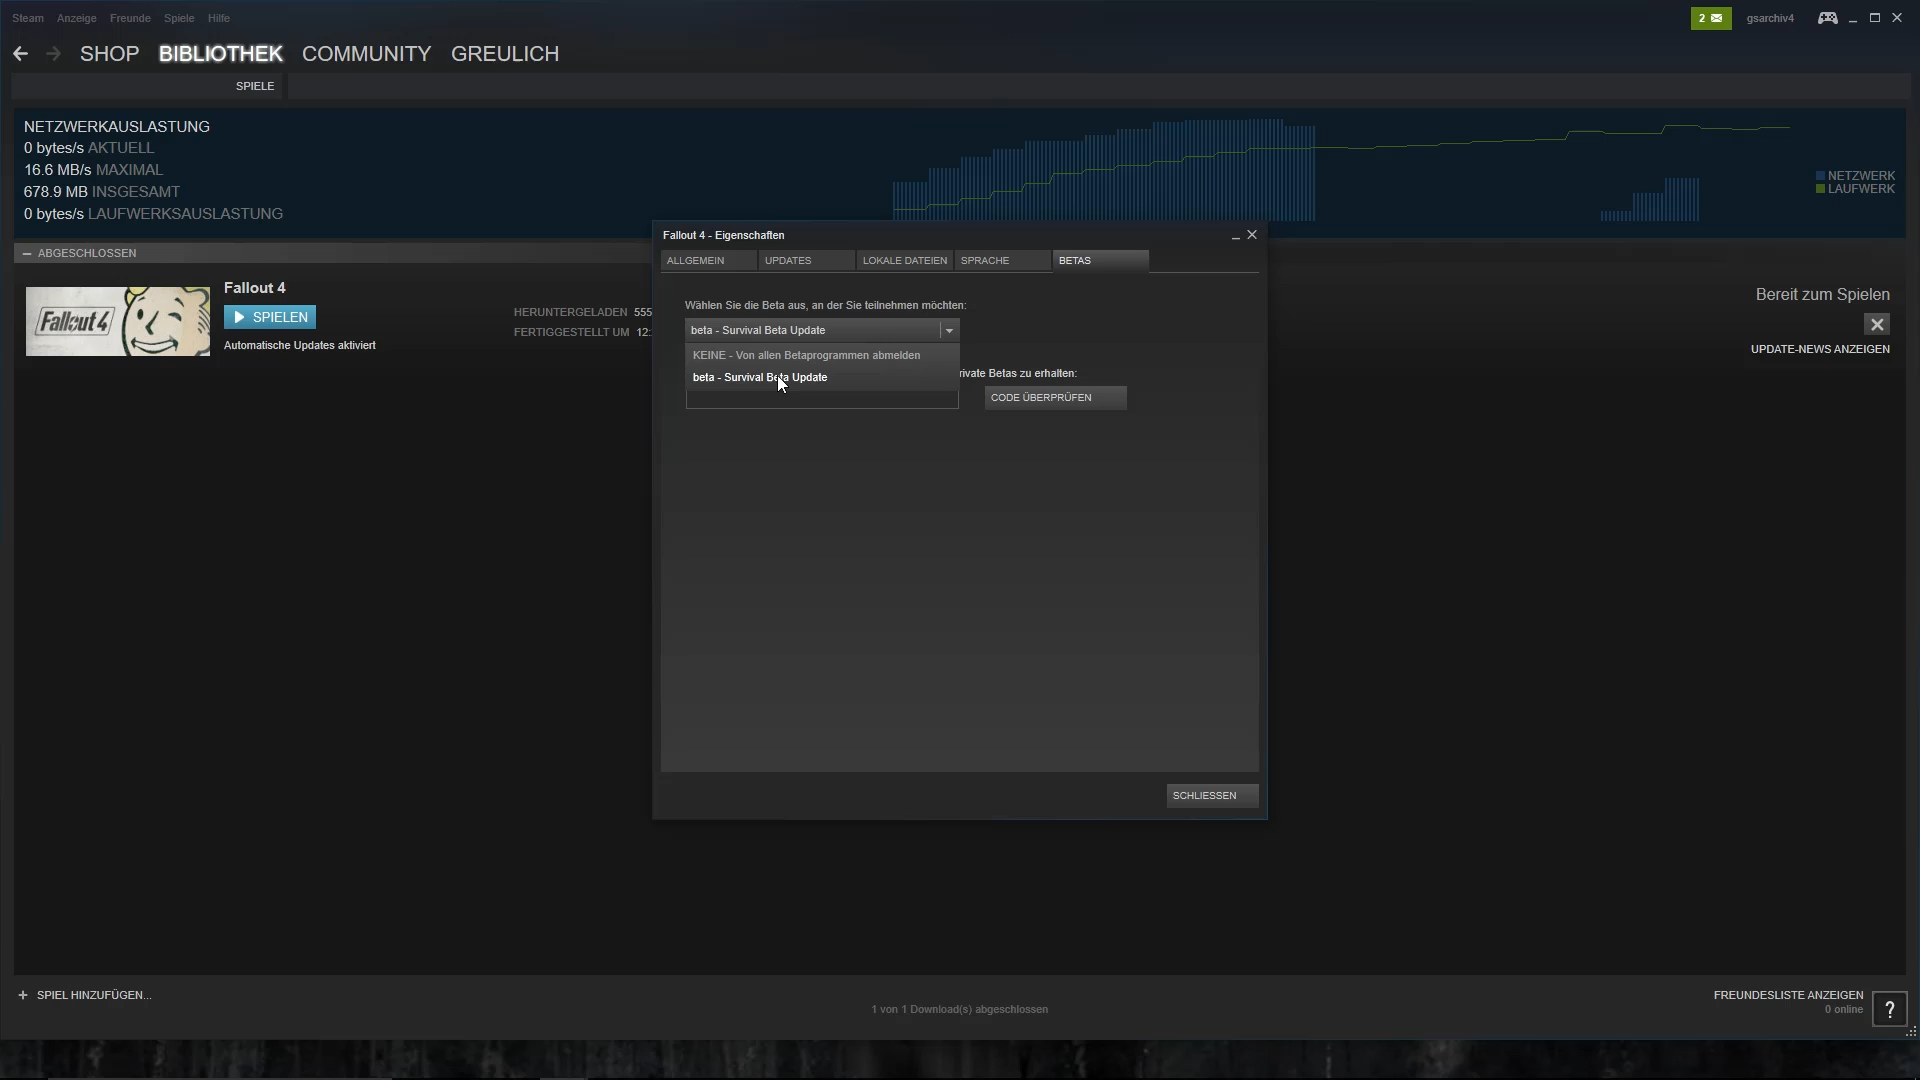 Steam Anzeige Freunde Spiele Hilfe
2
gsarchiv4
SHOP BIBLIOTHEK COMMUNITY GREULICH
SPIELE
NETZWERKAUSLASTUNG
0 bytes/s AKTUELL
16.6 MB/s MAXIMAL
678.9 MB INSGESAMT
0 bytes/s LAUFWERKSAUSLASTUNG
NETZWERK
LAUFWERK
ABGESCHLOSSEN
Fallout 4
Fallout 4
SPIELEN
Automatische Updates aktiviert
HERUNTERGELADEN 555
FERTIGGESTELLT UM 12:
Bereit zum Spielen
UPDATE-NEWS ANZEIGEN
Fallout 4 - Eigenschaften
ALLGEMEIN UPDATES LOKALE DATEIEN SPRACHE BETAS
Wählen Sie die Beta aus, an der Sie teilnehmen möchten:
beta - Survival Beta Update
KEINE - Von allen Betaprogrammen abmelden
rivate Betas zu erhalten:
beta - Survival Beta Update
CODE ÜBERPRÜFEN
SCHLIESSEN
+ SPIEL HINZUFÜGEN...
1 von 1 Download(s) abgeschlossen
FREUNDESLISTE ANZEIGEN
0 online
?